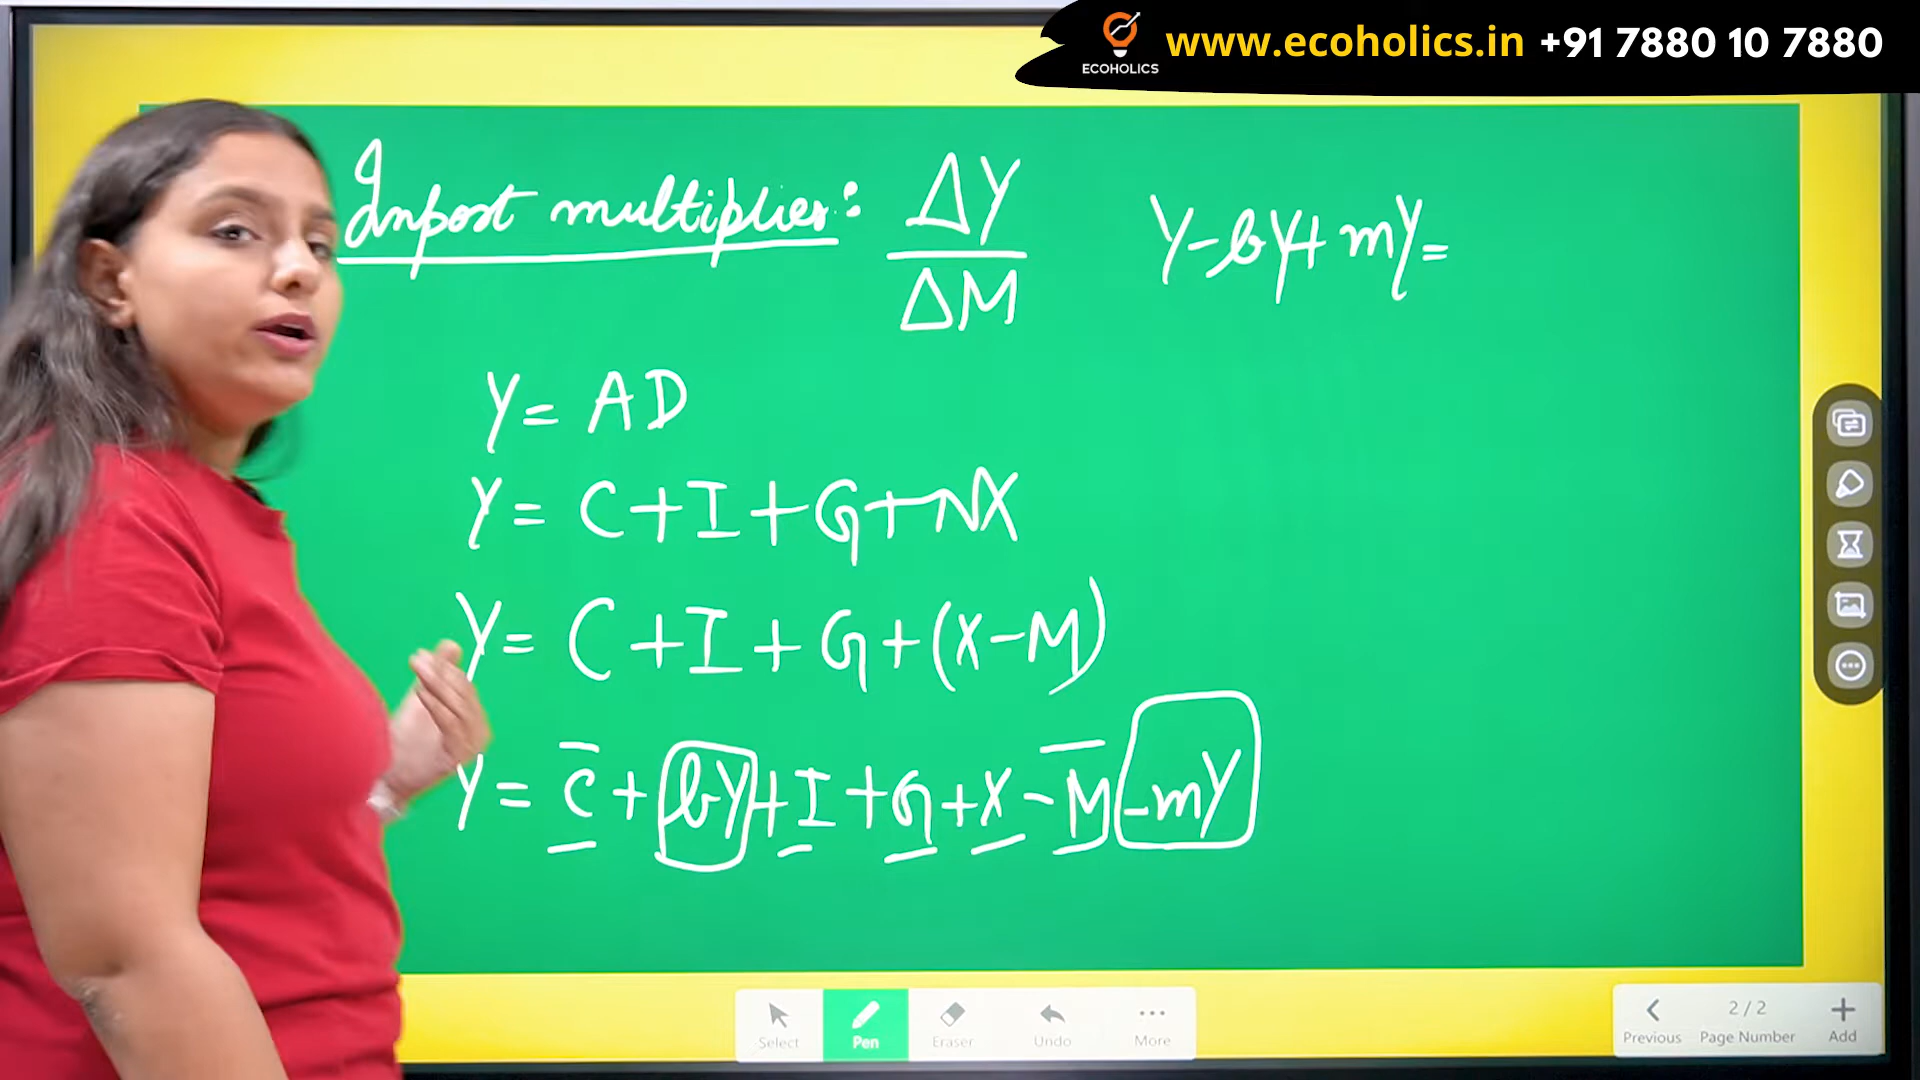 www.ecoholics.in +91 7880 10 7880
ECOHOLICS
Import multiplier: ΔY/ΔM
Y-bY+mY=
Y= AD
Y= C+I+G+NX
Y= C+I+G+(X-M)
Y= C̅+bY+I+G+X-M̅-mY
Select Pen Eraser Undo More
Previous 2/2 Page Number Add